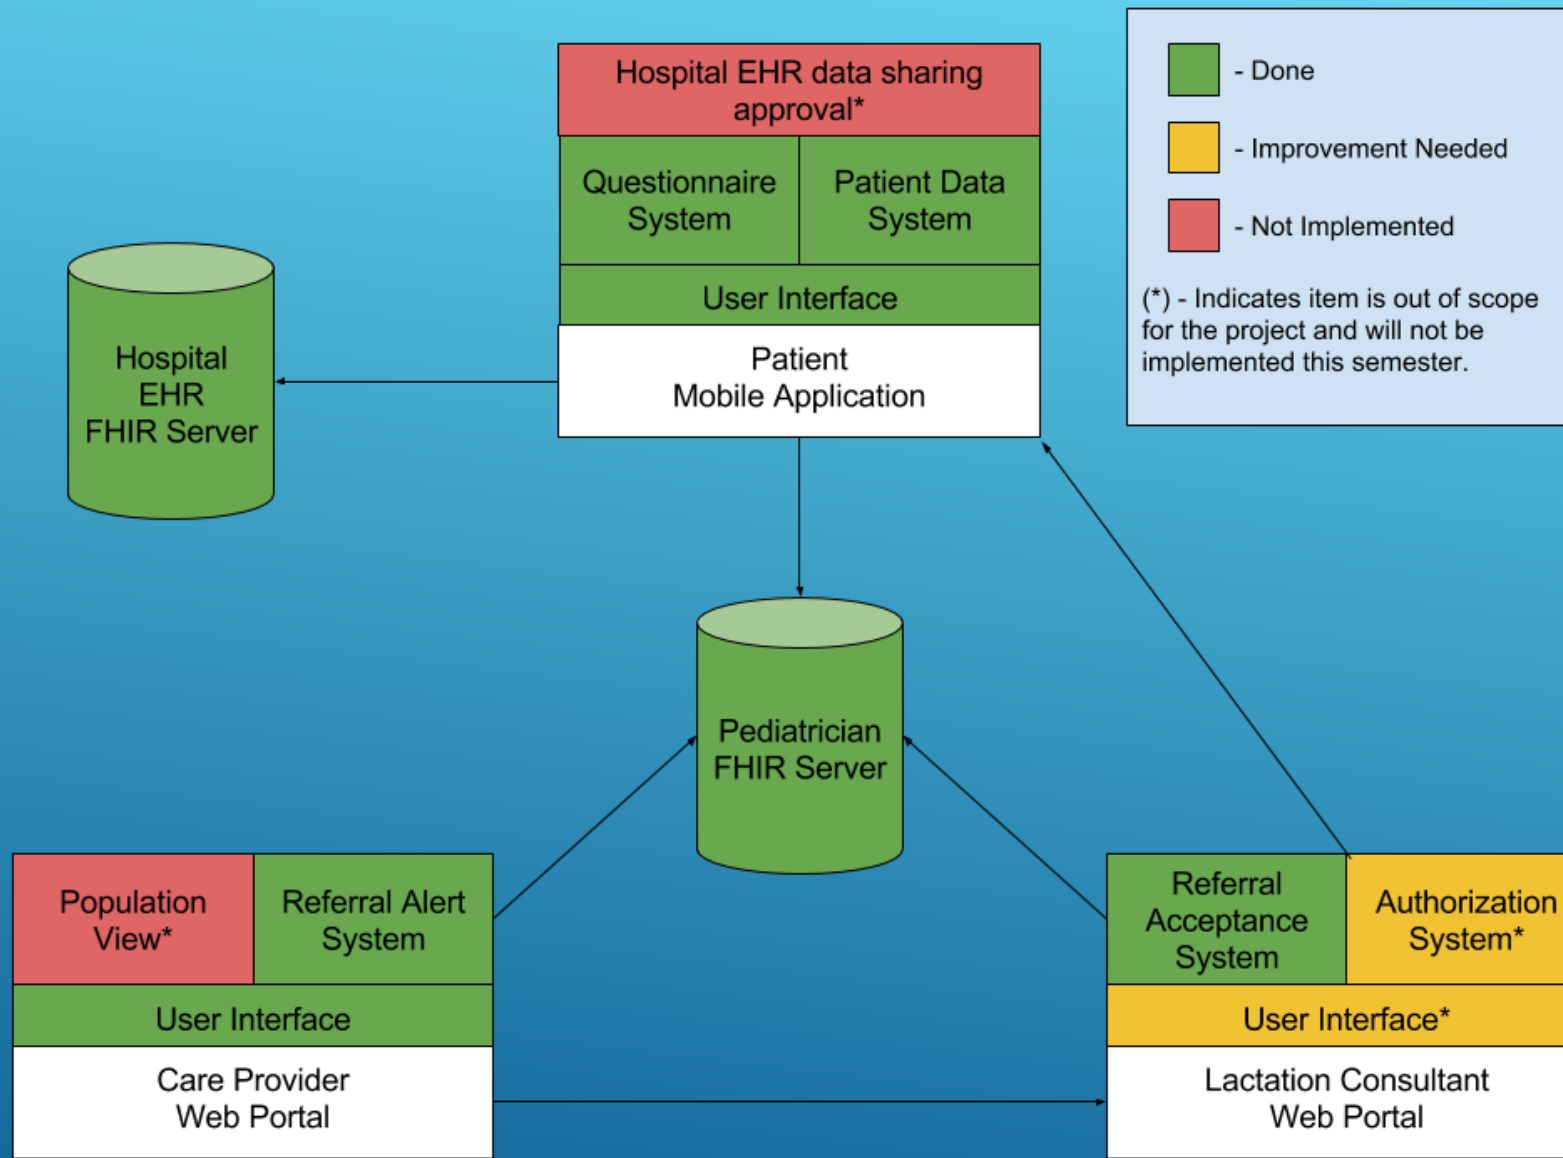 Hospital EHR data sharing
approval*
Questionnaire
System
Patient Data
System
User Interface
Patient
Mobile Application
- Done
- Improvement Needed
- Not Implemented
(*) - Indicates item is out of scope
for the project and will not be
implemented this semester.
Hospital
EHR
FHIR Server
Pediatrician
FHIR Server
Population
View*
Referral Alert
System
User Interface
Care Provider
Web Portal
Referral
Acceptance
System
Authorization
System*
User Interface*
Lactation Consultant
Web Portal